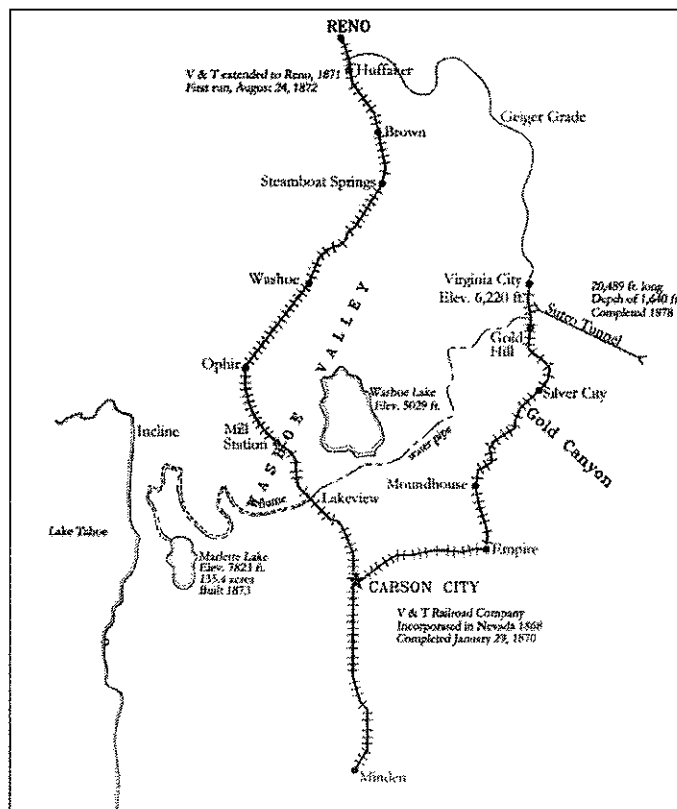 RENO
V & T extended to Reno, 1871
First run, August 24, 1872
Huffaker
Geiger Grade
Brown
Steamboat Springs
Washoe
Virginia City
Elev. 6,220 ft.
20,489 ft. long
Depth of 1,640 ft
Completed 1878
Sutro Tunnel
Gold
Hill
WASHOE VALLEY
Ophir
Washoe Lake
Elev. 5029 ft.
Silver City
Gold Canyon
Incline
Mill
Station
water pipe
Moundhouse
flume
Lakeview
Lake Tahoe
Marlette Lake
Elev. 7823 ft.
135.4 acres
Built 1873
Empire
CARSON CITY
V & T Railroad Company
Incorporated in Nevada 1868
Completed January 29, 1870
Minden